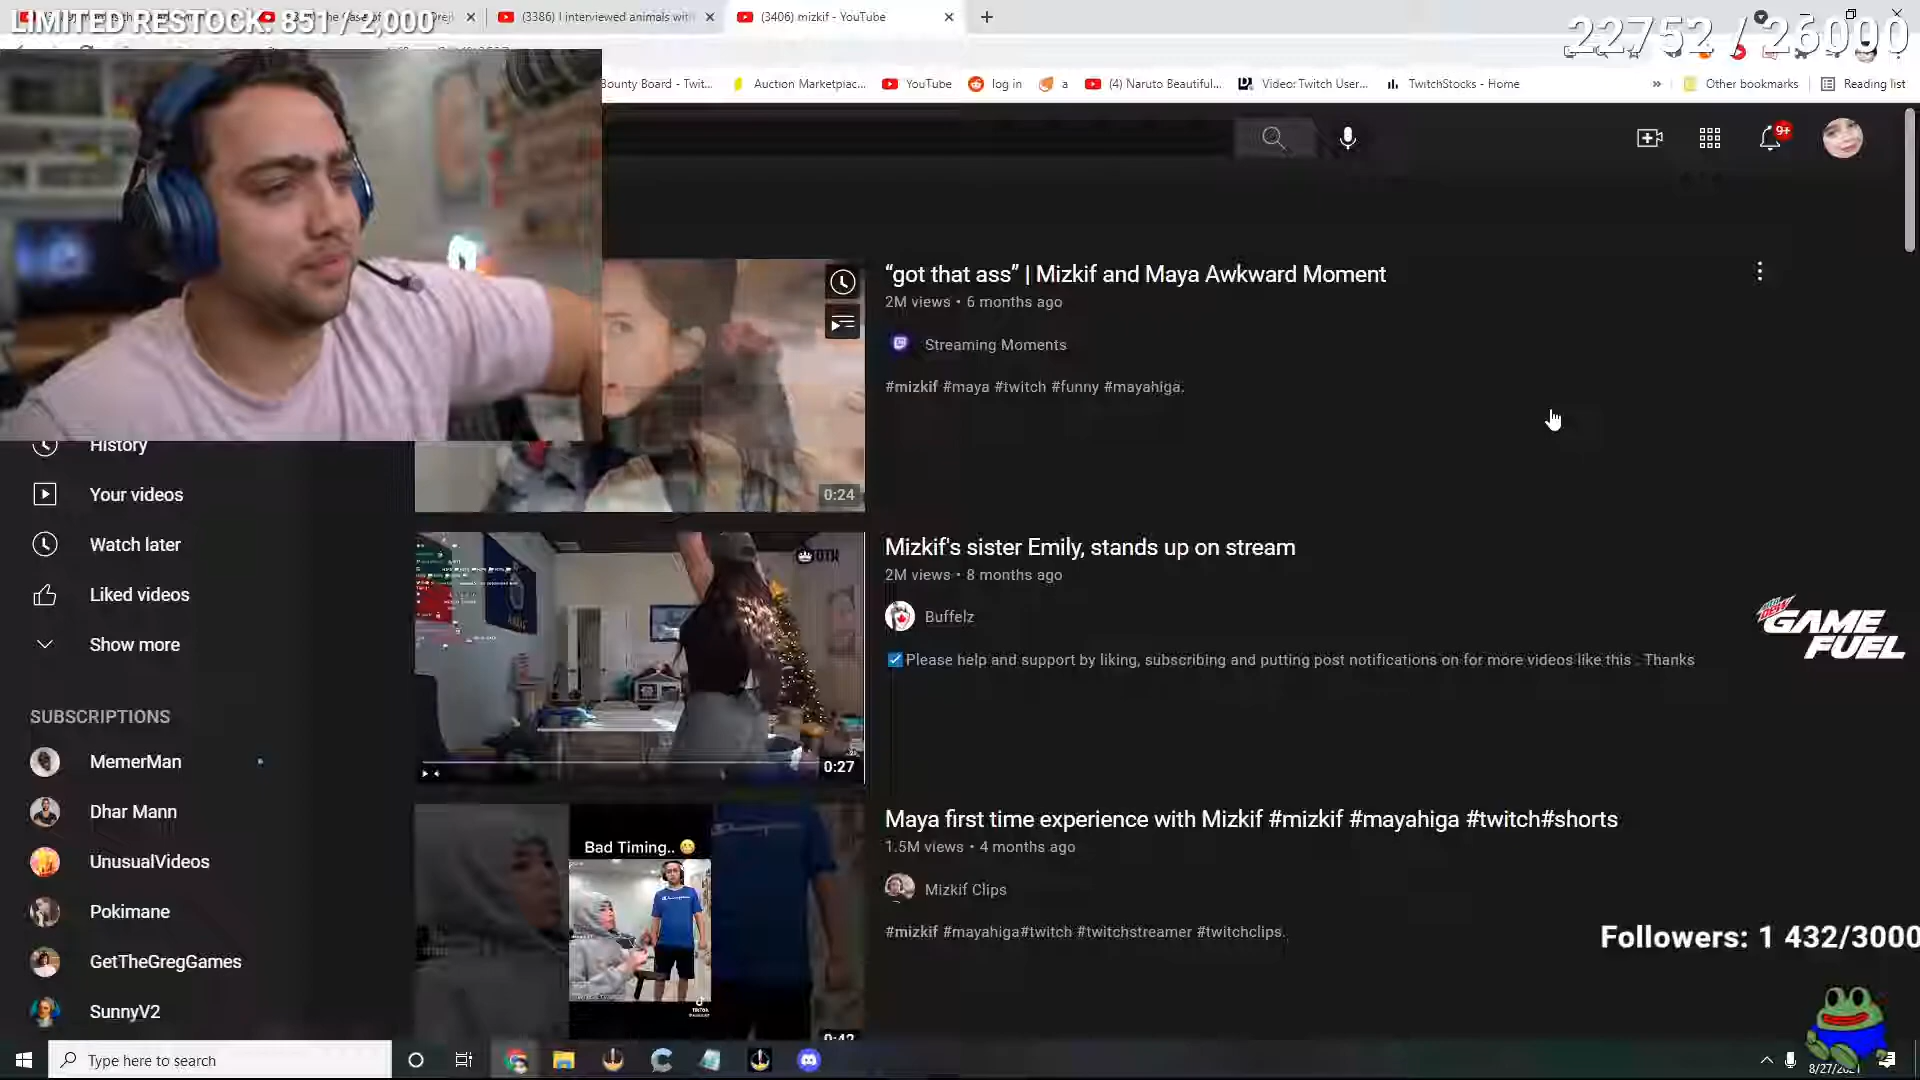 LIMITED RESTOCK: 851 / 2,000
(3386) I interviewed animals with
(3406) mizkif - YouTube
22752 / 26000
Bounty Board - Twit...
Auction Marketplac...
YouTube
log in
a
(4) Naruto Beautiful...
Video: Twitch User...
TwitchStocks - Home
»
Other bookmarks
Reading list
9+
“got that ass” | Mizkif and Maya Awkward Moment
2M views • 6 months ago
Streaming Moments
#mizkif #maya #twitch #funny #mayahiga.
0:24
History
Your videos
Watch later
Liked videos
Show more
Mizkif's sister Emily, stands up on stream
2M views • 8 months ago
Buffelz
Please help and support by liking, subscribing and putting post notifications on for more videos like this . Thanks
OTK
0:27
GAME
FUEL
SUBSCRIPTIONS
MemerMan
Dhar Mann
UnusualVideos
Pokimane
GetTheGregGames
SunnyV2
Bad Timing..
Maya first time experience with Mizkif #mizkif #mayahiga #twitch#shorts
1.5M views • 4 months ago
Mizkif Clips
#mizkif #mayahiga#twitch #twitchstreamer #twitchclips.
0:42
Followers: 1 432/3000
Type here to search